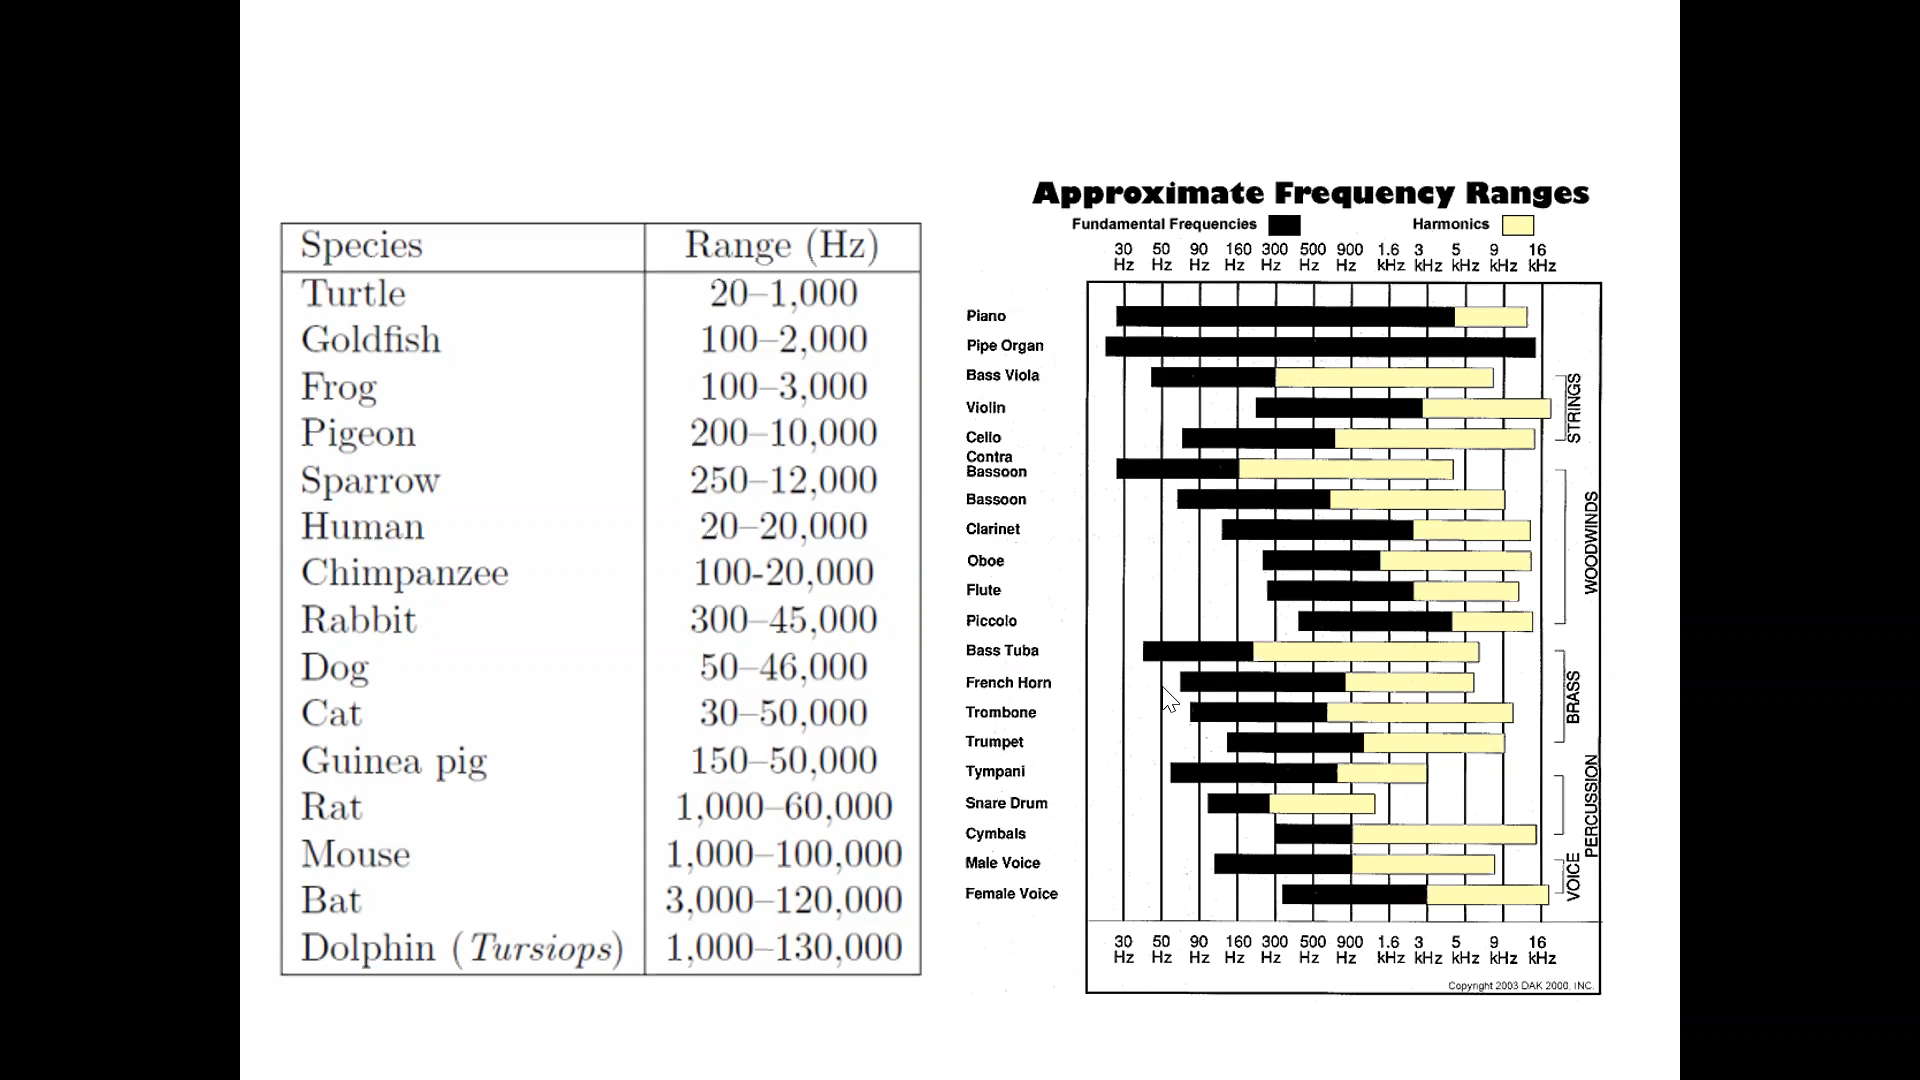 Species Range (Hz)
Turtle 20–1,000
Goldfish 100–2,000
Frog 100–3,000
Pigeon 200–10,000
Sparrow 250–12,000
Human 20–20,000
Chimpanzee 100-20,000
Rabbit 300–45,000
Dog 50–46,000
Cat 30–50,000
Guinea pig 150–50,000
Rat 1,000–60,000
Mouse 1,000–100,000
Bat 3,000–120,000
Dolphin (Tursiops) 1,000–130,000
Approximate Frequency Ranges
Fundamental Frequencies Harmonics
30 50 90 160 300 500 900 1.6 3 5 9 16
Hz Hz Hz Hz Hz Hz Hz kHz kHz kHz kHz kHz
Piano
Pipe Organ
Bass Viola
Violin
Cello
Contra
Bassoon
Bassoon
Clarinet
Oboe
Flute
Piccolo
Bass Tuba
French Horn
Trombone
Trumpet
Tympani
Snare Drum
Cymbals
Male Voice
Female Voice
STRINGS
WOODWINDS
BRASS
PERCUSSION
VOICE
30 50 90 160 300 500 900 1.6 3 5 9 16
Hz Hz Hz Hz Hz Hz Hz kHz kHz kHz kHz kHz
Copyright 2003 DAK 2000, INC.